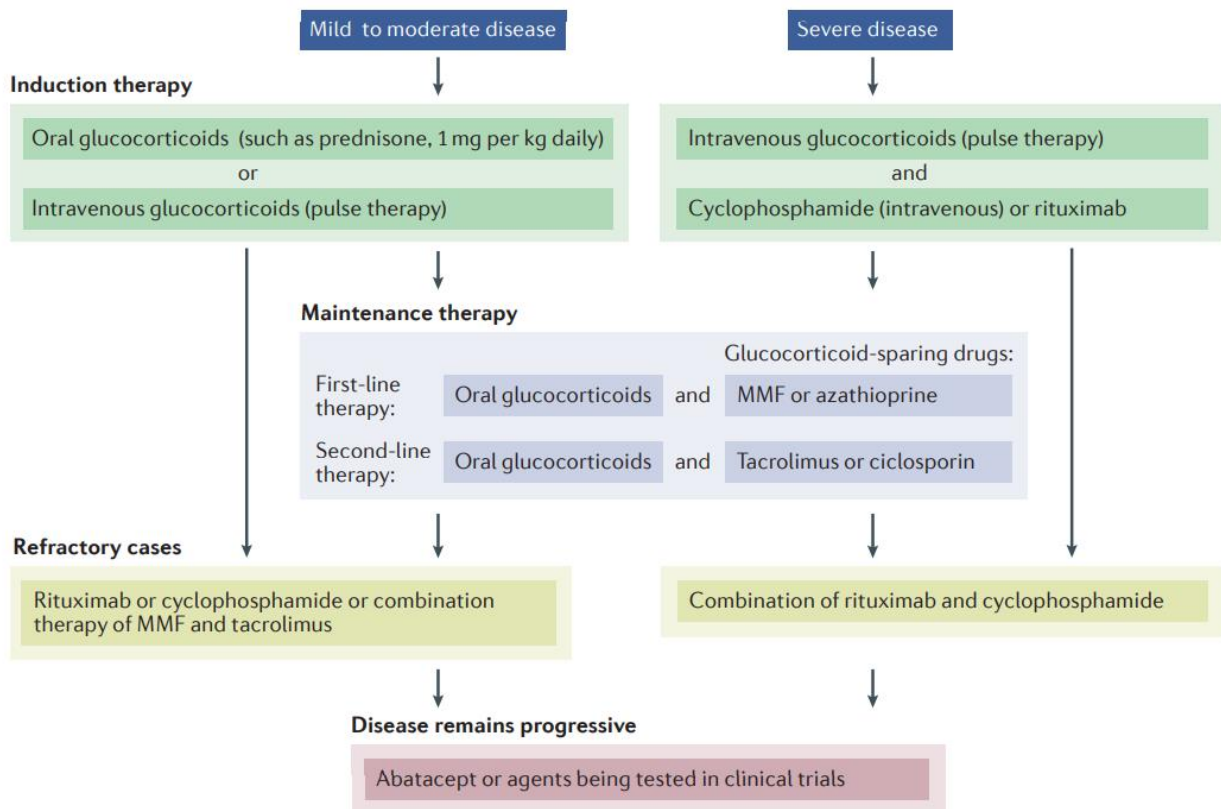 Mild to moderate disease
Severe disease
Induction therapy
Oral glucocorticoids (such as prednisone, 1 mg per kg daily)
or
Intravenous glucocorticoids (pulse therapy)
Intravenous glucocorticoids (pulse therapy)
and
Cyclophosphamide (intravenous) or rituximab
Maintenance therapy
Glucocorticoid-sparing drugs:
First-line
therapy:
Oral glucocorticoids
and
MMF or azathioprine
Second-line
therapy:
Oral glucocorticoids
and
Tacrolimus or ciclosporin
Refractory cases
Rituximab or cyclophosphamide or combination
therapy of MMF and tacrolimus
Combination of rituximab and cyclophosphamide
Disease remains progressive
Abatacept or agents being tested in clinical trials